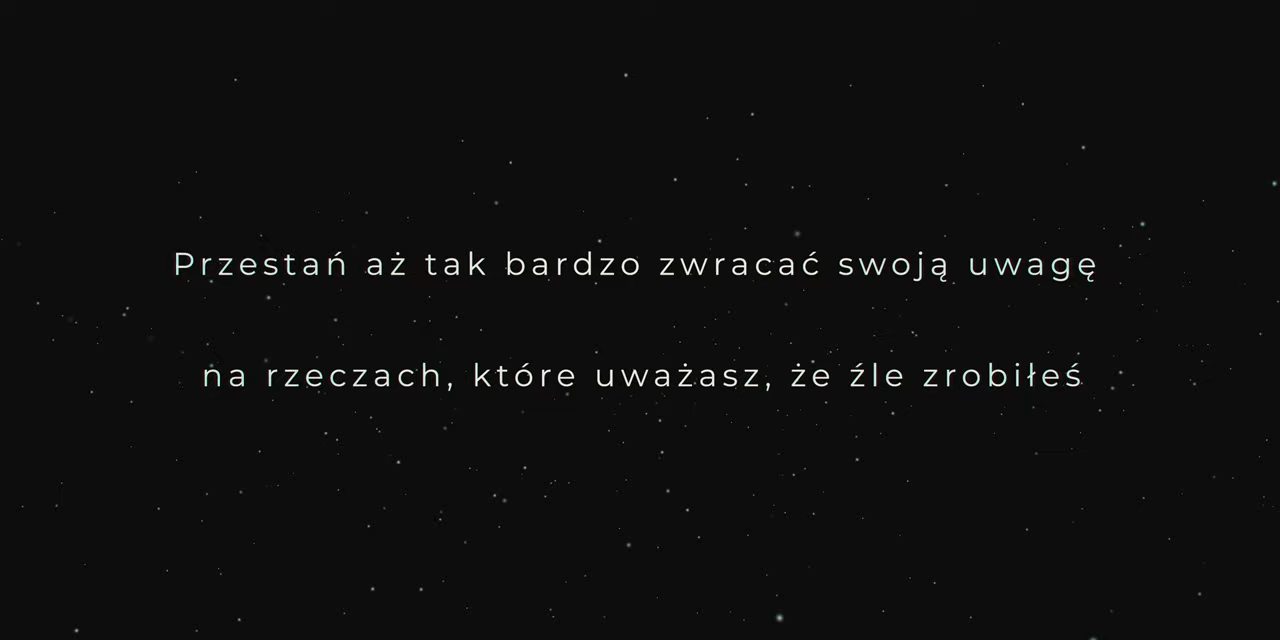 Przestań aż tak bardzo zwracać swoją uwagę
na rzeczach, które uważasz, że źle zrobiłeś